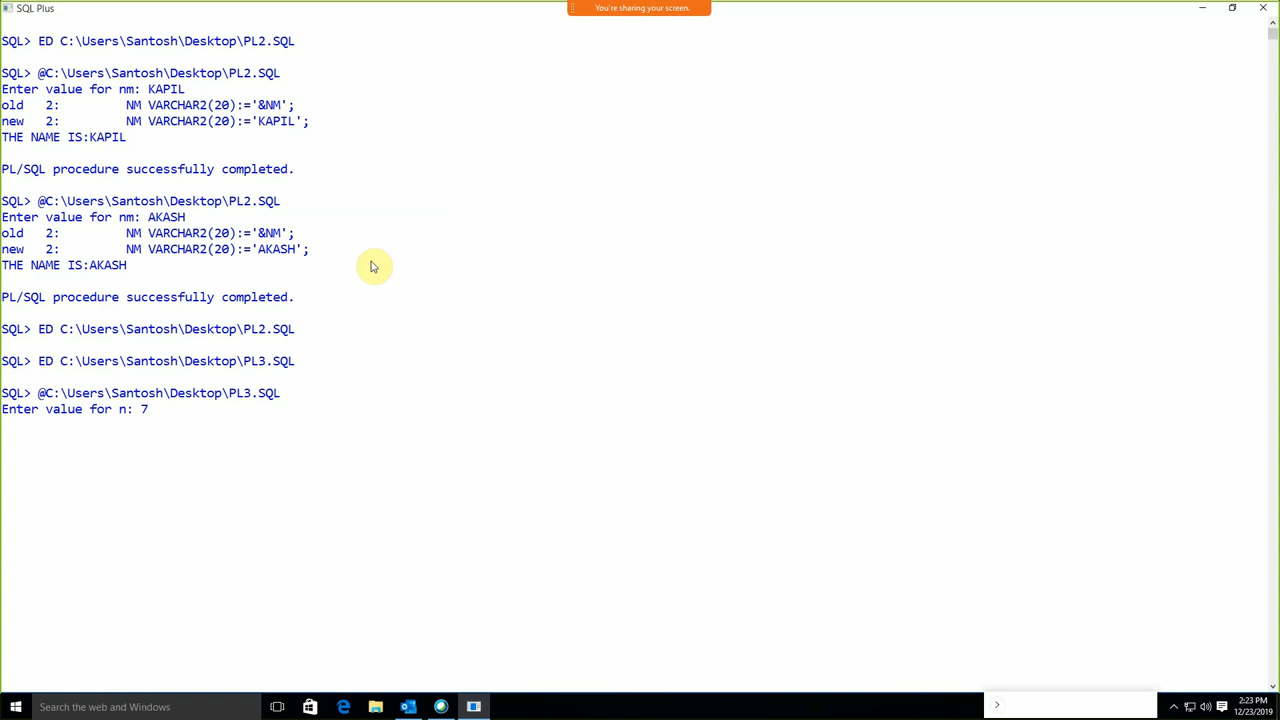 SQL Plus
You're sharing your screen.
SQL> ED C:\Users\Santosh\Desktop\PL2.SQL
SQL> @C:\Users\Santosh\Desktop\PL2.SQL
Enter value for nm: KAPIL
old   2:         NM VARCHAR2(20):='&NM';
new   2:         NM VARCHAR2(20):='KAPIL';
THE NAME IS:KAPIL
PL/SQL procedure successfully completed.
SQL> @C:\Users\Santosh\Desktop\PL2.SQL
Enter value for nm: AKASH
old   2:         NM VARCHAR2(20):='&NM';
new   2:         NM VARCHAR2(20):='AKASH';
THE NAME IS:AKASH
PL/SQL procedure successfully completed.
SQL> ED C:\Users\Santosh\Desktop\PL2.SQL
SQL> ED C:\Users\Santosh\Desktop\PL3.SQL
SQL> @C:\Users\Santosh\Desktop\PL3.SQL
Enter value for n: 7
Search the web and Windows
2:23 PM
12/23/2019